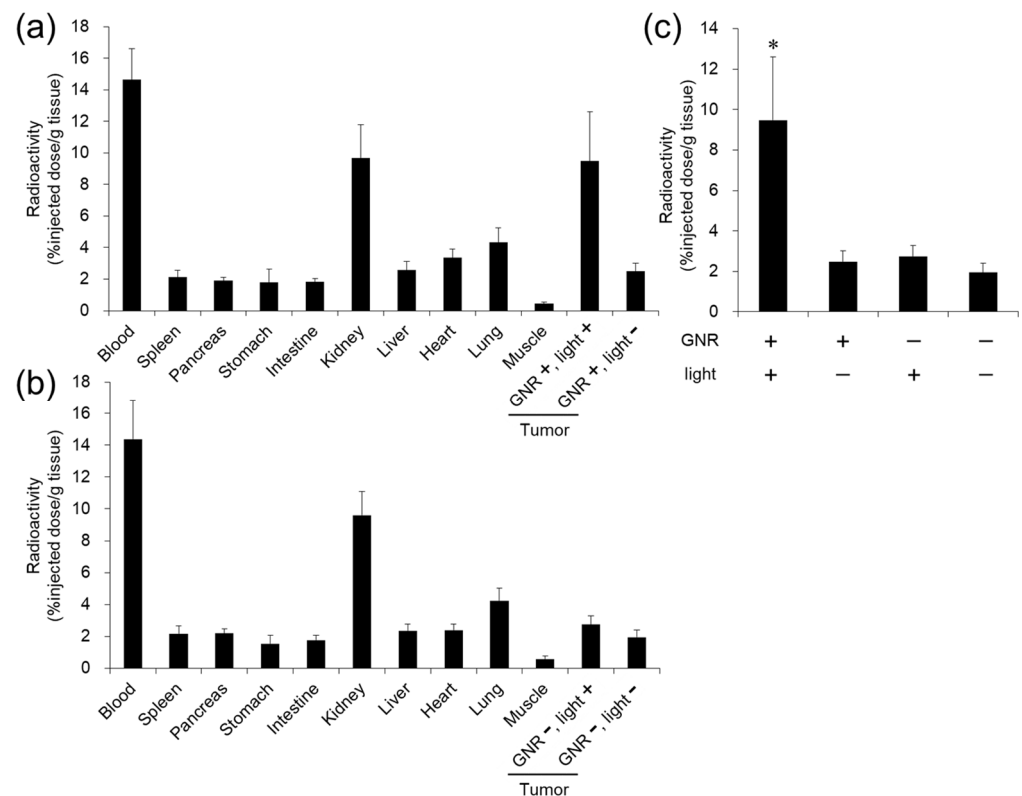 (a)
Radioactivity
(%injected dose/g tissue)
18
16
14
12
10
8
6
4
2
0
Blood
Spleen
Pancreas
Stomach
Intestine
Kidney
Liver
Heart
Lung
Muscle
GNR +, light +
GNR +, light −
Tumor
(b)
Radioactivity
(%injected dose/g tissue)
18
16
14
12
10
8
6
4
2
0
Blood
Spleen
Pancreas
Stomach
Intestine
Kidney
Liver
Heart
Lung
Muscle
GNR −, light +
GNR −, light −
Tumor
(c)
Radioactivity
(%injected dose/g tissue)
14
12
10
8
6
4
2
0
*
GNR + + − −
light + − + −